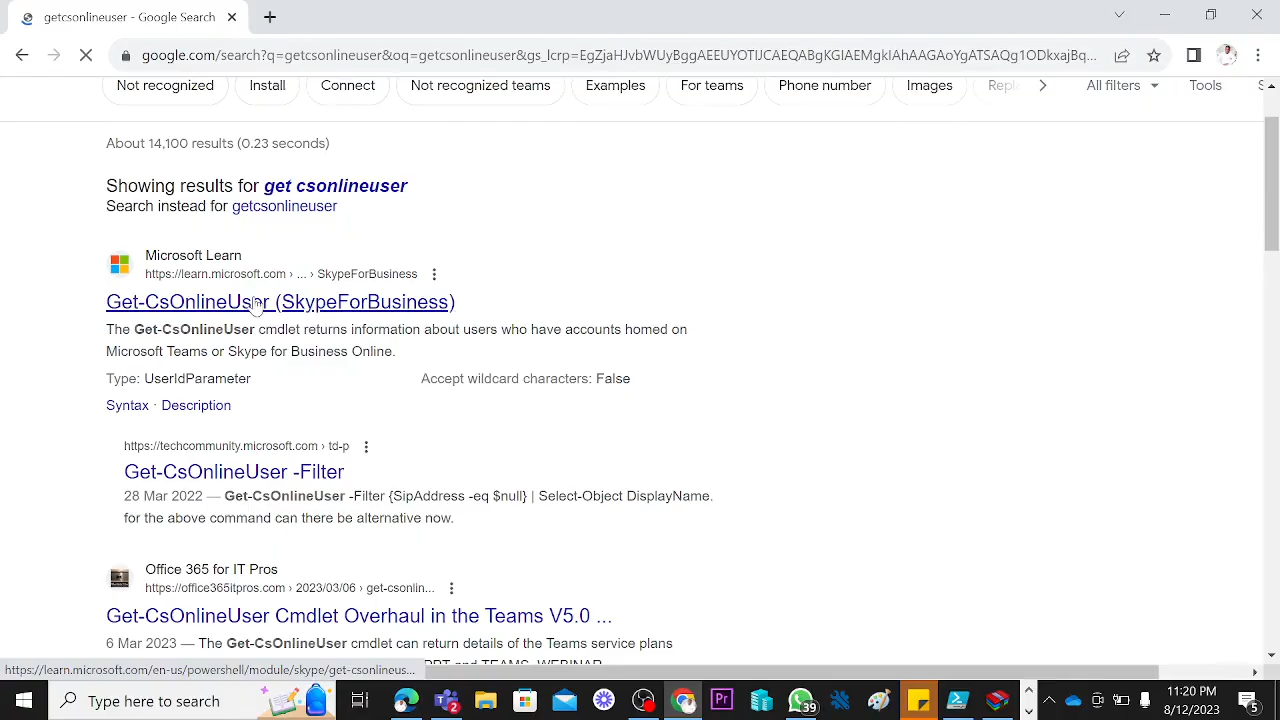 getcsonlineuser - Google Search
google.com/search?q=getcsonlineuser&oq=getcsonlineuser&gs_lcrp=EgZjaHJvbWUyBggAEEUYOTIJCAEQABgKGIAEMgkIAhAAGAoYgATSAQg1ODkxajBq...
Not recognized Install Connect Not recognized teams Examples For teams Phone number Images All filters Tools
About 14,100 results (0.23 seconds)
Showing results for get csonlineuser
Search instead for getcsonlineuser
Microsoft Learn
https://learn.microsoft.com › ... › SkypeForBusiness
Get-CsOnlineUser (SkypeForBusiness)
The Get-CsOnlineUser cmdlet returns information about users who have accounts homed on
Microsoft Teams or Skype for Business Online.
Type: UserIdParameter Accept wildcard characters: False
Syntax · Description
https://techcommunity.microsoft.com › td-p
Get-CsOnlineUser -Filter
28 Mar 2022 — Get-CsOnlineUser -Filter {SipAddress -eq $null} | Select-Object DisplayName.
for the above command can there be alternative now.
Office 365 for IT Pros
https://office365itpros.com › 2023/03/06 › get-csonlin...
Get-CsOnlineUser Cmdlet Overhaul in the Teams V5.0 ...
6 Mar 2023 — The Get-CsOnlineUser cmdlet can return details of the Teams service plans
https://learn.microsoft.com/en-us/powershell/module/skype/get-csonlineus...
Type here to search
2
Pr
39
11:20 PM
8/12/2023
5